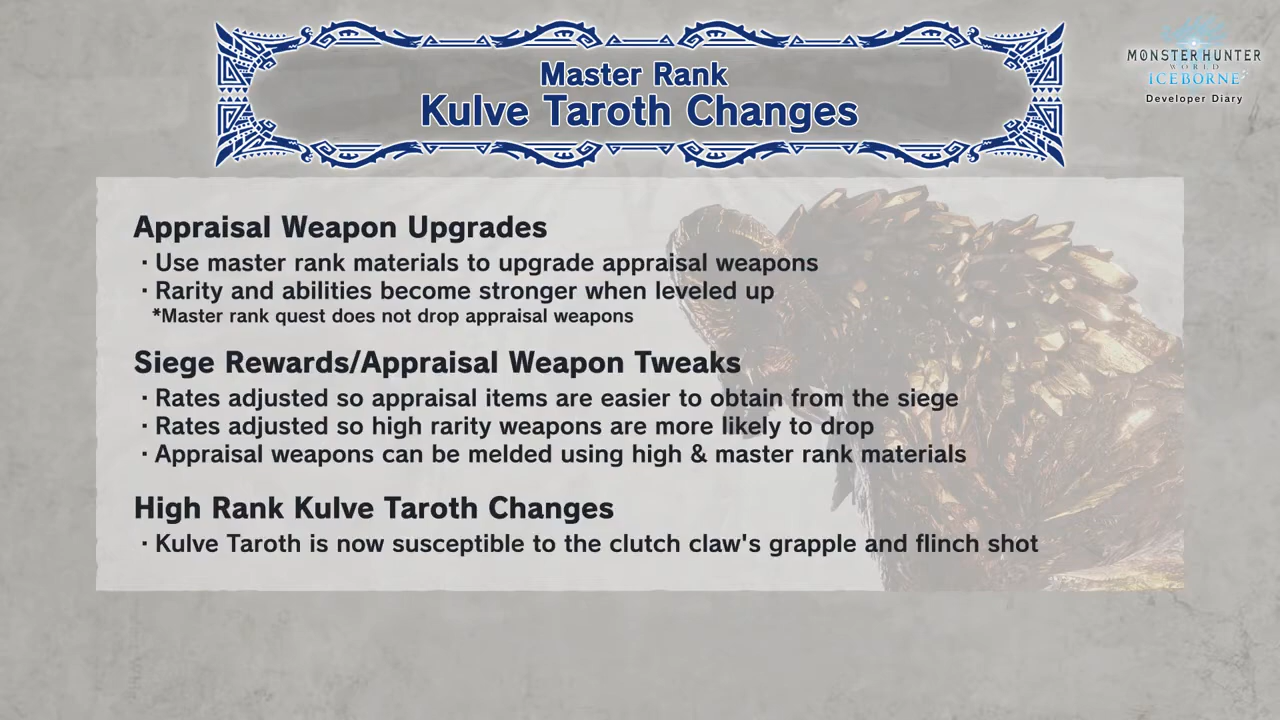 Master Rank
Kulve Taroth Changes
MONSTER HUNTER
WORLD
ICEBORNE
Developer Diary
Appraisal Weapon Upgrades
· Use master rank materials to upgrade appraisal weapons
· Rarity and abilities become stronger when leveled up
*Master rank quest does not drop appraisal weapons
Siege Rewards/Appraisal Weapon Tweaks
· Rates adjusted so appraisal items are easier to obtain from the siege
· Rates adjusted so high rarity weapons are more likely to drop
· Appraisal weapons can be melded using high & master rank materials
High Rank Kulve Taroth Changes
· Kulve Taroth is now susceptible to the clutch claw's grapple and flinch shot